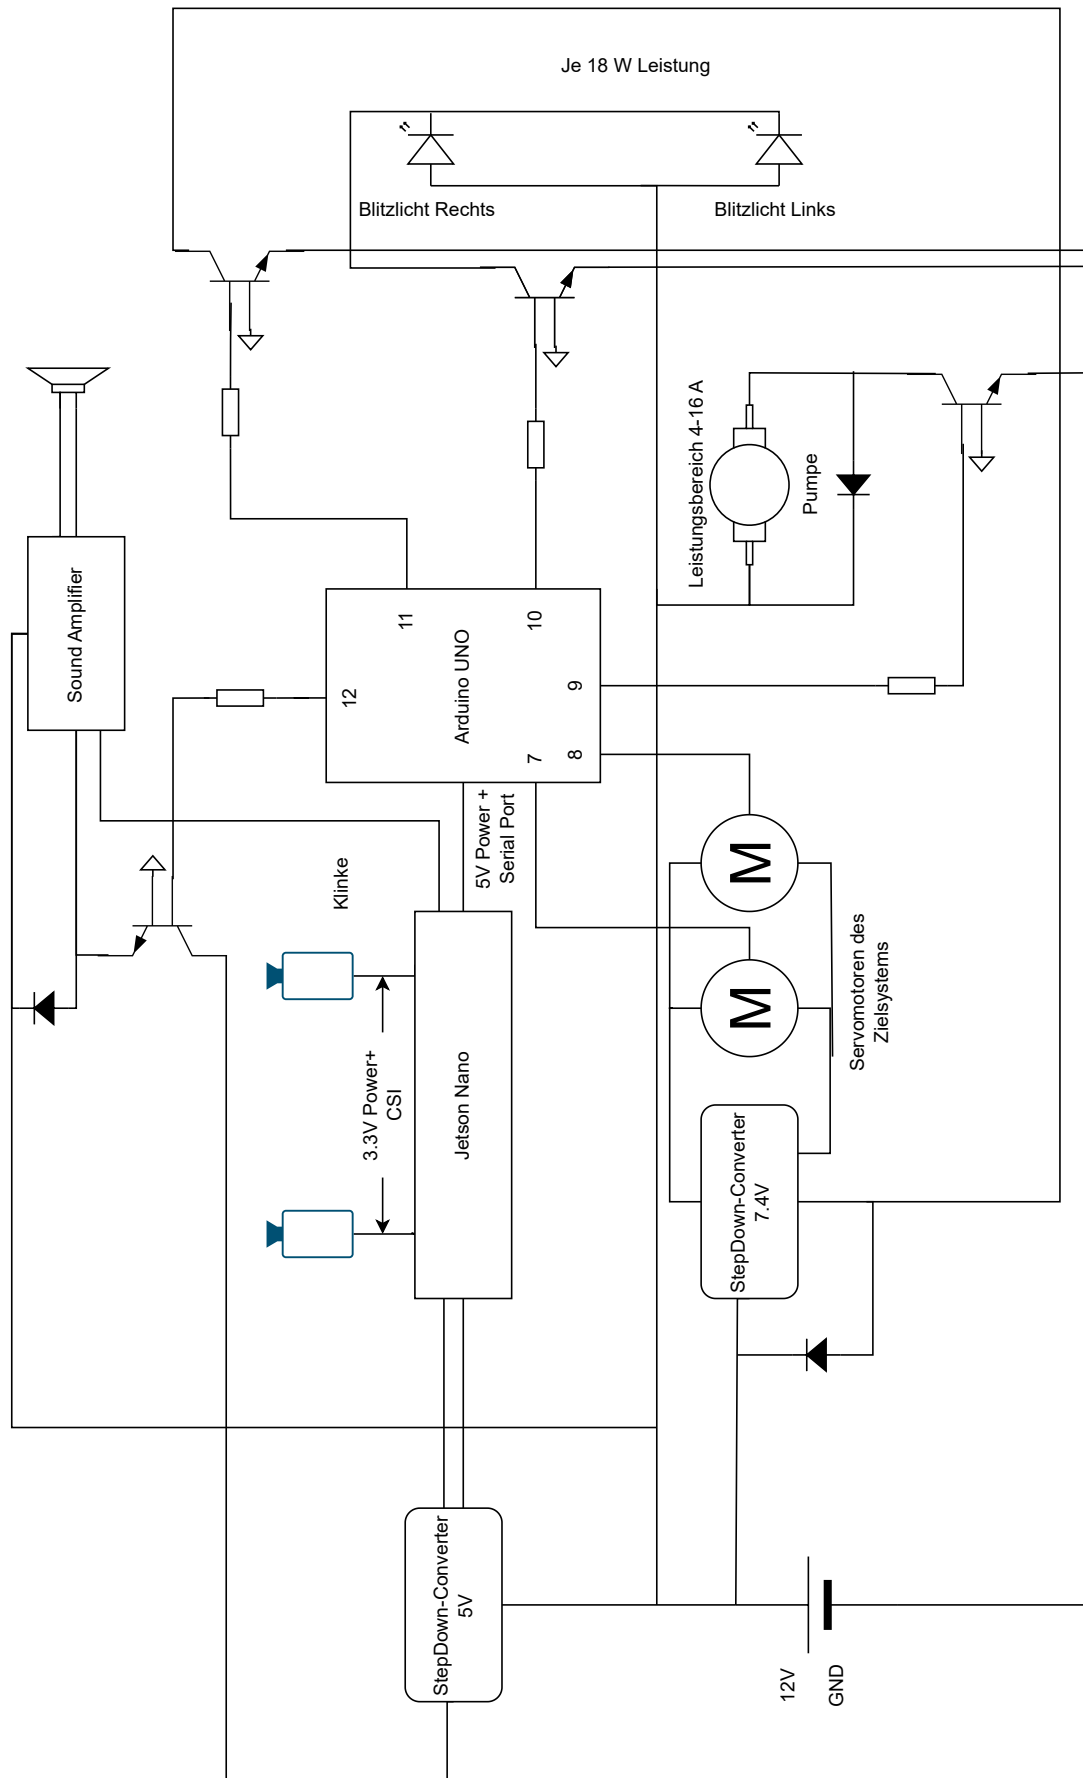 Je 18 W Leistung
Blitzlicht Rechts
Blitzlicht Links
Leistungsbereich 4-16 A
Pumpe
Sound Amplifier
11
10
12
Arduino UNO
9
7
8
5V Power +
Serial Port
Klinke
M
M
Servomotoren des
Zielsystems
3.3V Power+
CSI
Jetson Nano
StepDown-Converter
7.4V
StepDown-Converter
5V
12V
GND